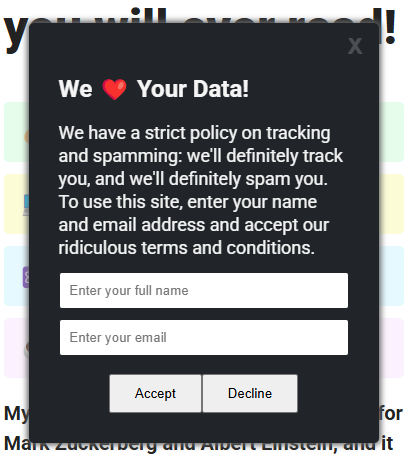 you will ever read!
X
We ❤️ Your Data!
We have a strict policy on tracking
and spamming: we'll definitely track
you, and we'll definitely spam you.
To use this site, enter your name
and email address and accept our
ridiculous terms and conditions.
Enter your full name
Enter your email
Accept Decline
My for
Mark Zuckerberg and Albert Einstein, and it